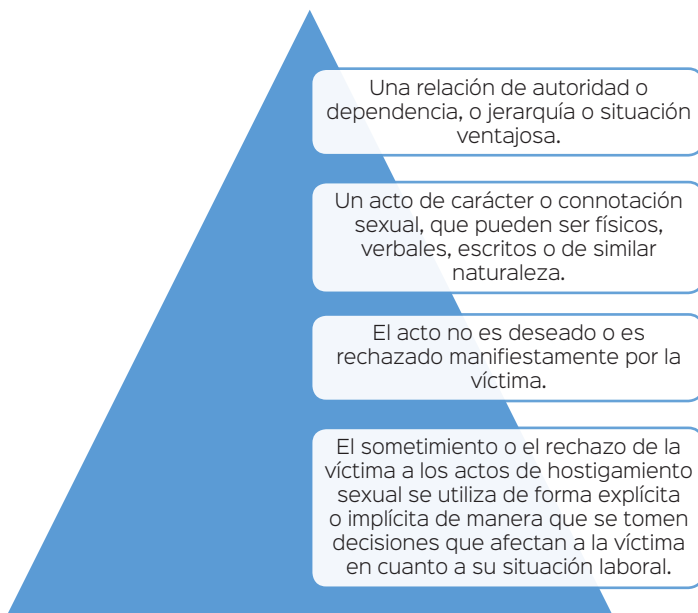 Una relación de autoridad o
dependencia, o jerarquía o situación
ventajosa.
Un acto de carácter o connotación
sexual, que pueden ser físicos,
verbales, escritos o de similar
naturaleza.
El acto no es deseado o es
rechazado manifiestamente por la
víctima.
El sometimiento o el rechazo de la
víctima a los actos de hostigamiento
sexual se utiliza de forma explícita
o implícita de manera que se tomen
decisiones que afectan a la víctima
en cuanto a su situación laboral.